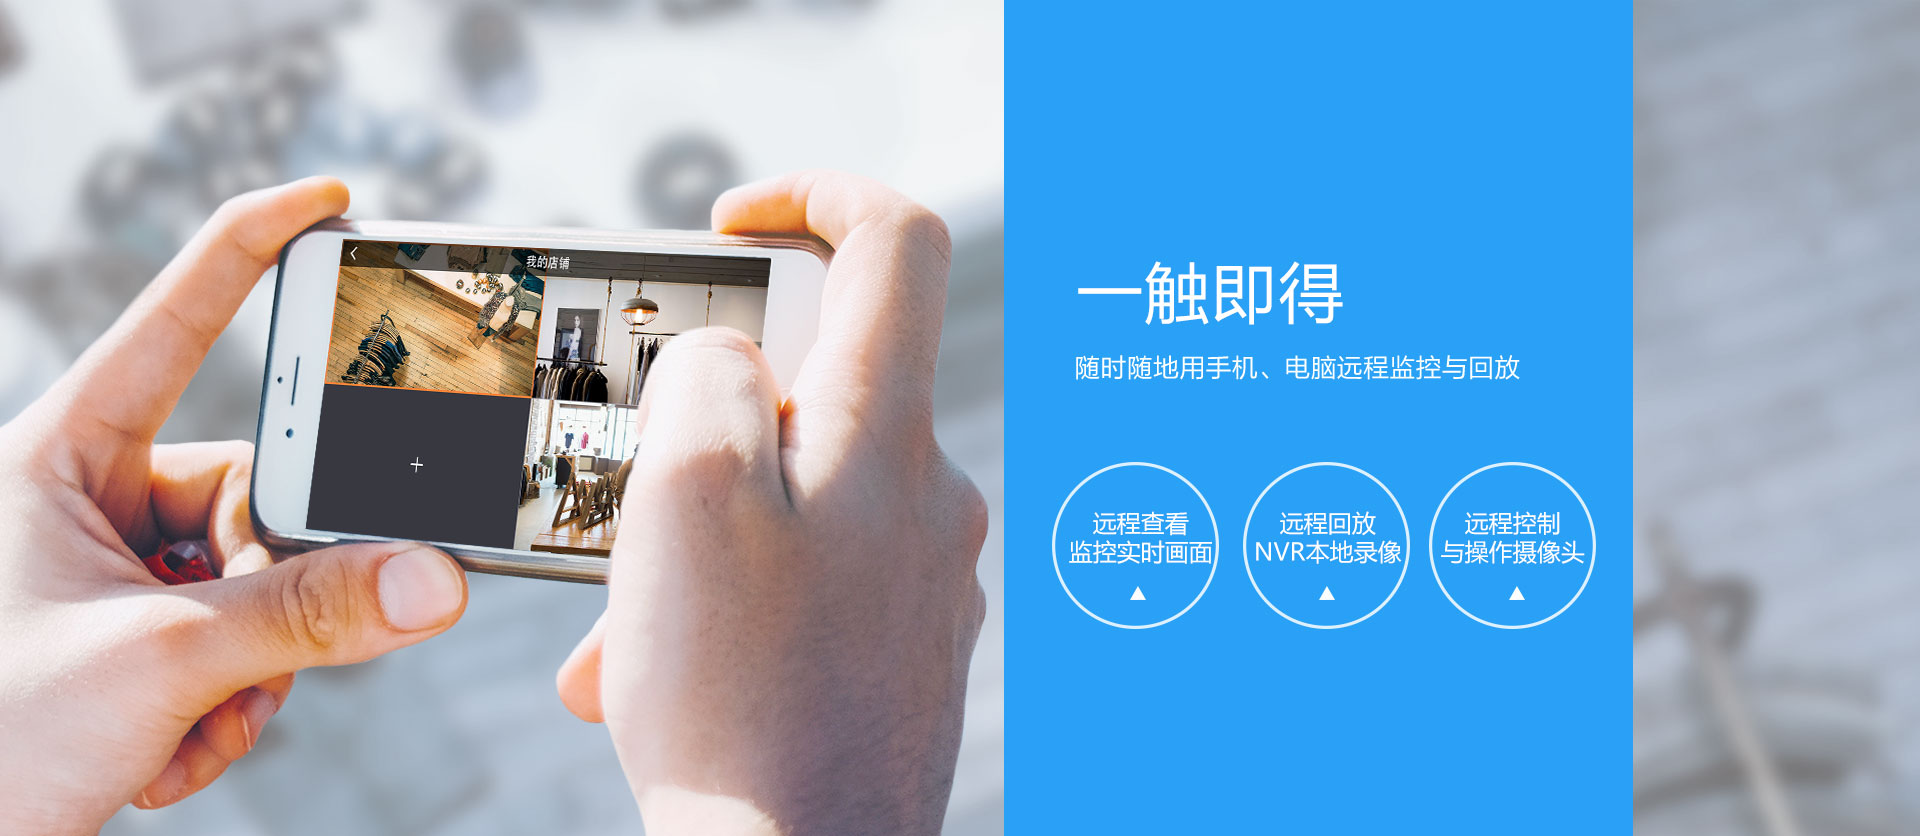 我的店铺
一触即得
随时随地用手机、电脑远程监控与回放
远程查看
监控实时画面
远程回放
NVR本地录像
远程控制
与操作摄像头